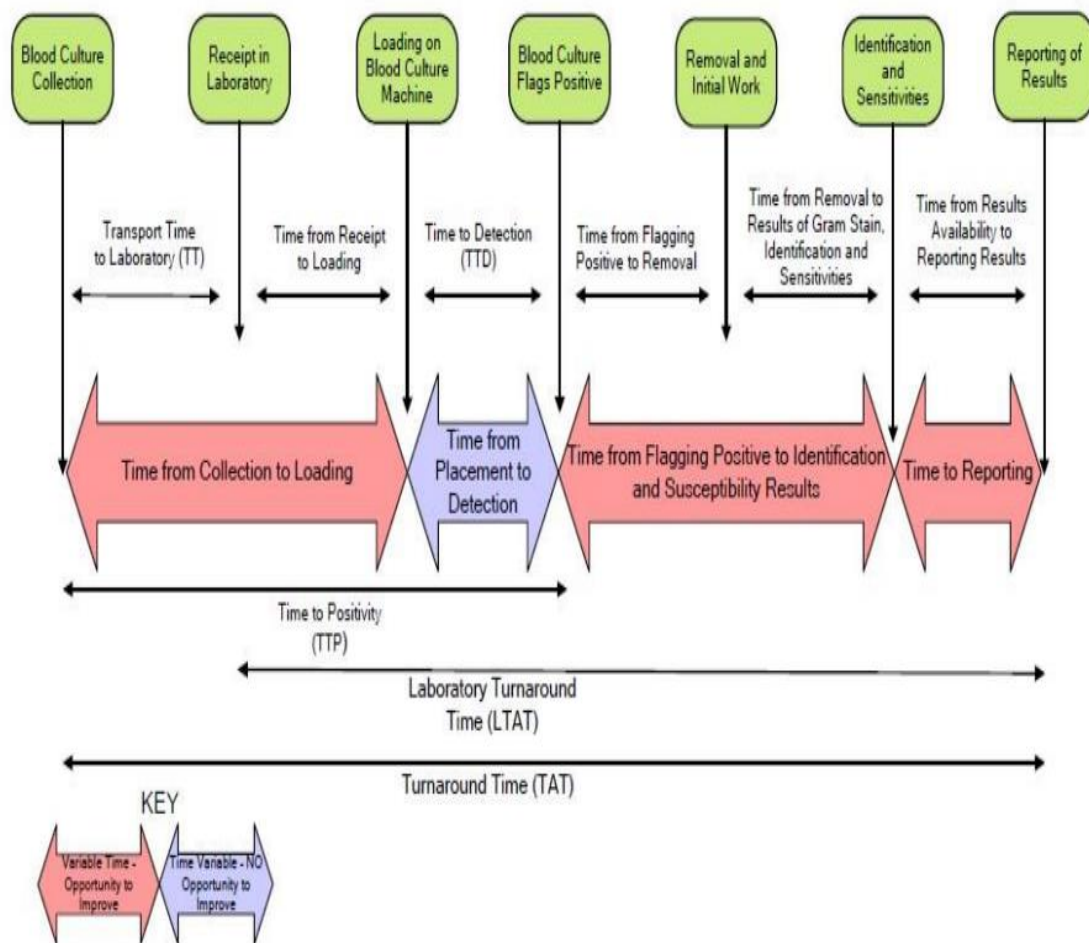 Blood Culture
Collection
Receipt in
Laboratory
Loading on
Blood Culture
Machine
Blood Culture
Flags Positive
Removal and
Initial Work
Identification
and
Sensitivities
Reporting of
Results
Transport Time
to Laboratory (TT)
Time from Receipt
to Loading
Time to Detection
(TTD)
Time from Flagging
Positive to Removal
Time from Removal to
Results of Gram Stain,
Identification and
Sensitivities
Time from Results
Availability to
Reporting Results
Time from Collection to Loading
Time from
Placement to
Detection
Time from Flagging Positive to Identification
and Susceptibility Results
Time to Reporting
Time to Positivity
(TTP)
Laboratory Turnaround
Time (LTAT)
Turnaround Time (TAT)
KEY
Variable Time -
Opportunity to
Improve
Time Variable - NO
Opportunity to
Improve